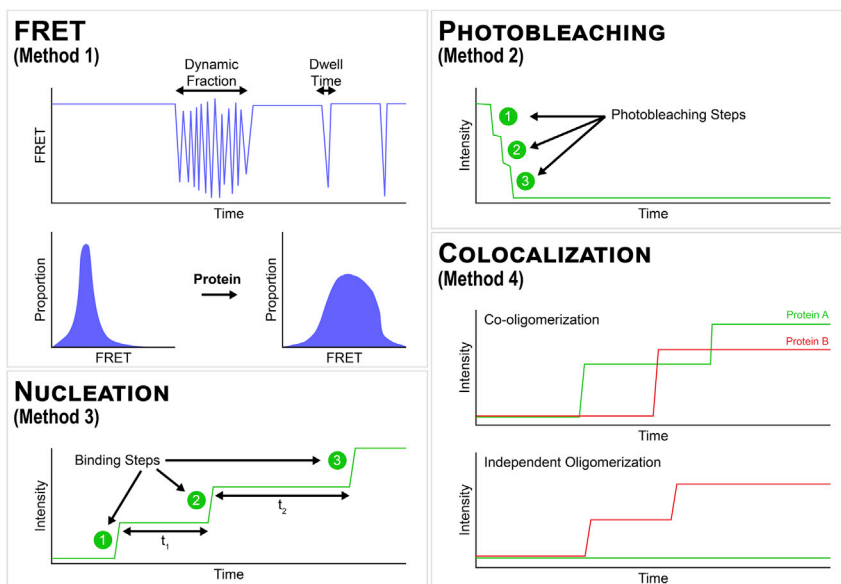 FRET
(Method 1)
Dynamic
Fraction
Dwell
Time
FRET
Time
Proportion
FRET
Protein
Proportion
FRET
PHOTOBLEACHING
(Method 2)
Intensity
1
2
3
Photobleaching Steps
Time
NUCLEATION
(Method 3)
Binding Steps
Intensity
1
2
3
t1
t2
Time
COLOCALIZATION
(Method 4)
Co-oligomerization
Protein A
Protein B
Intensity
Time
Independent Oligomerization
Intensity
Time